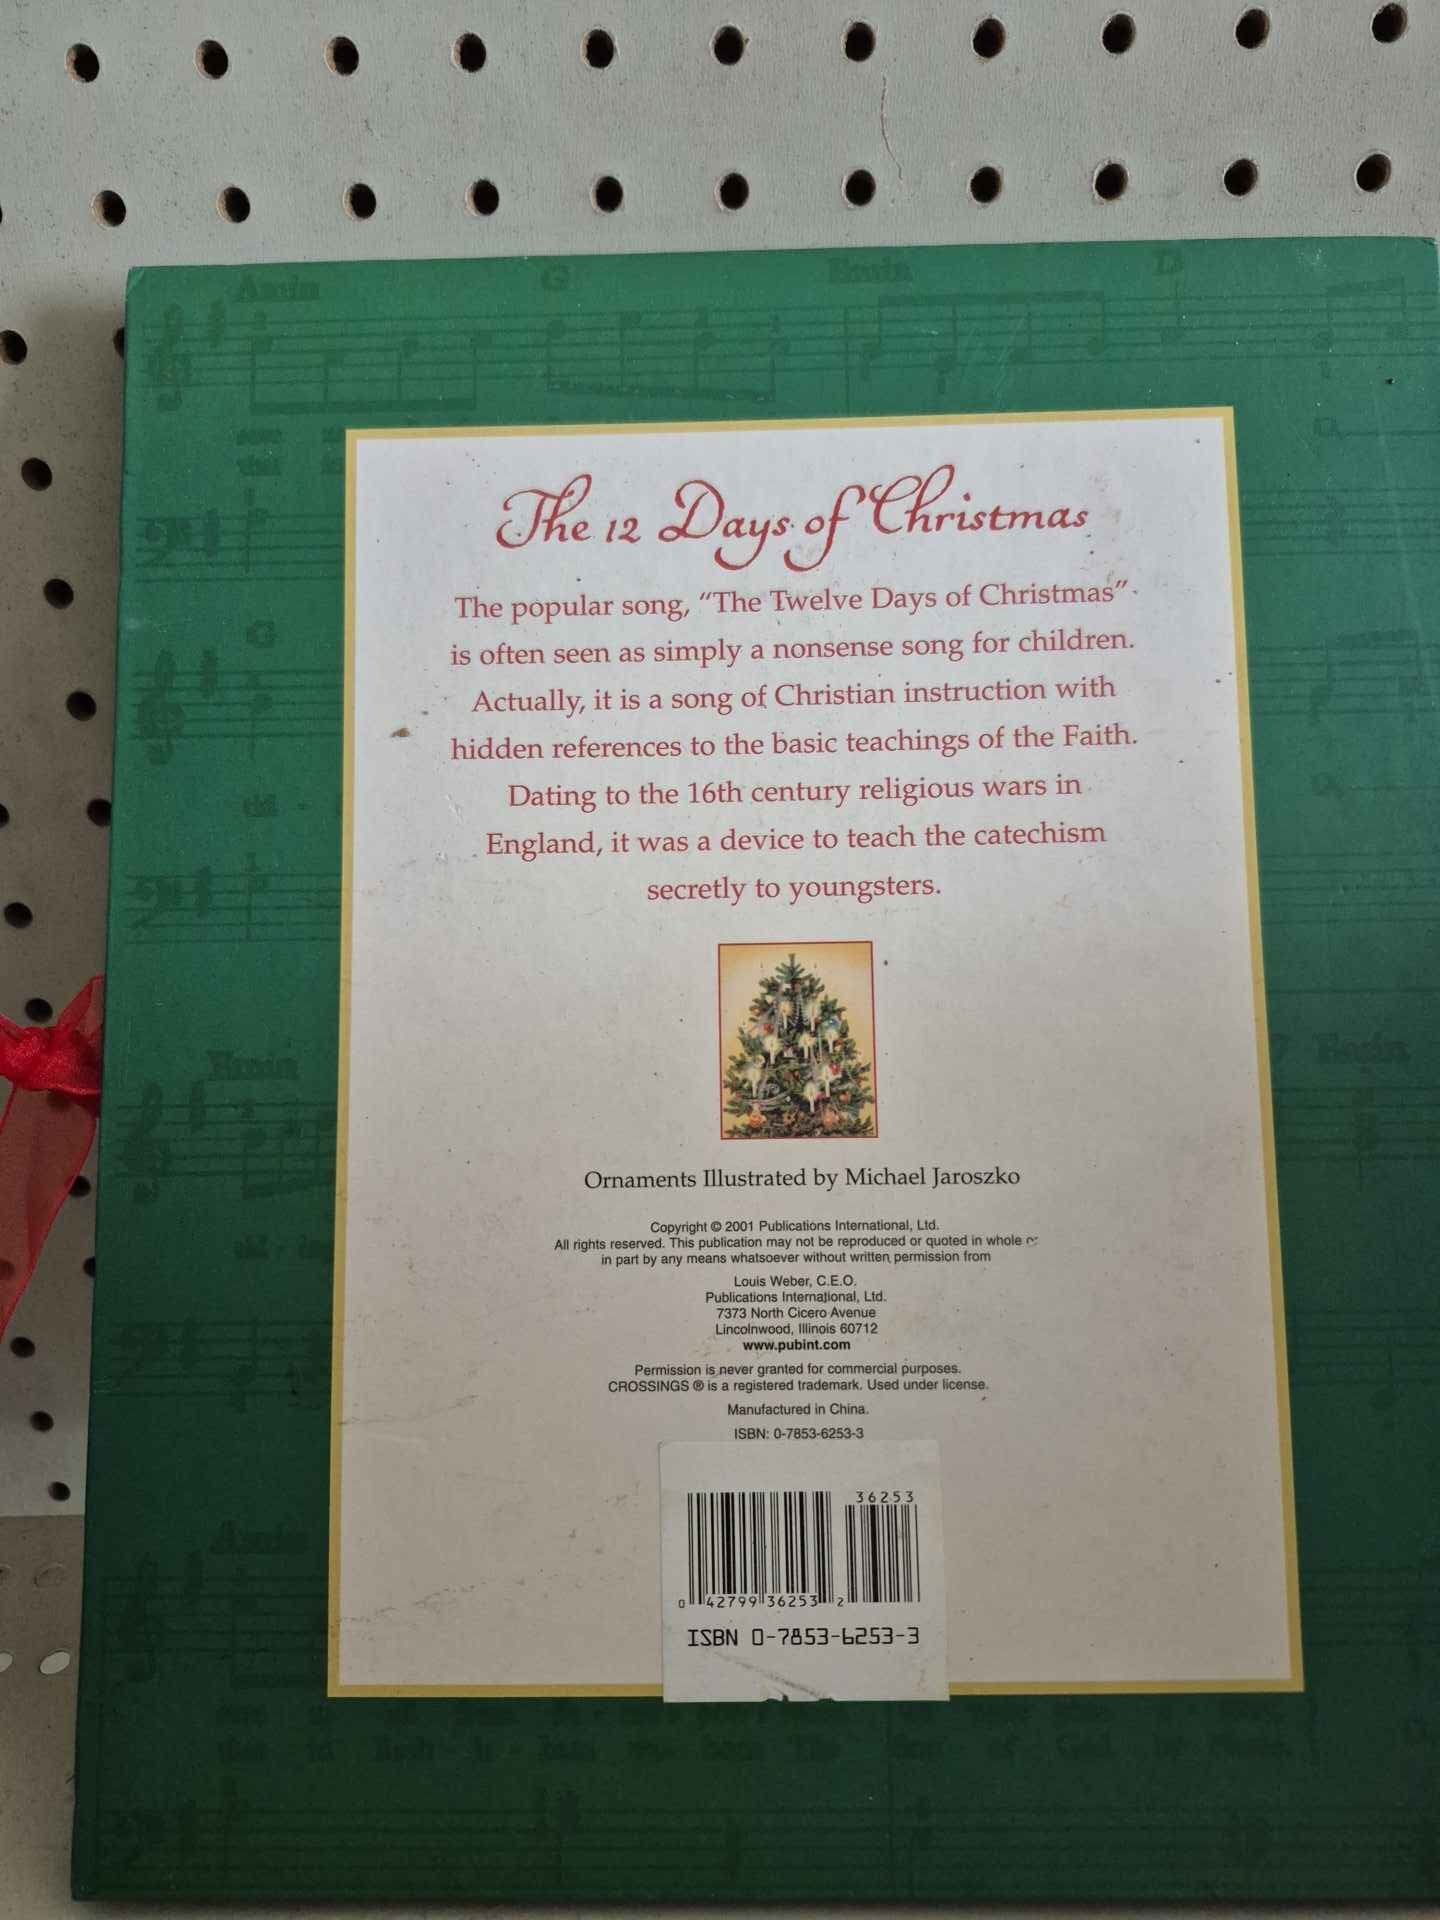 Amin G Emin D
G
Emin
Emin
Amin
The 12 Days of Christmas
The popular song, “The Twelve Days of Christmas”
is often seen as simply a nonsense song for children.
Actually, it is a song of Christian instruction with
hidden references to the basic teachings of the Faith.
Dating to the 16th century religious wars in
England, it was a device to teach the catechism
secretly to youngsters.
Ornaments Illustrated by Michael Jaroszko
Copyright © 2001 Publications International, Ltd.
All rights reserved. This publication may not be reproduced or quoted in whole or
in part by any means whatsoever without written permission from
Louis Weber, C.E.O.
Publications International, Ltd.
7373 North Cicero Avenue
Lincolnwood, Illinois 60712
www.pubint.com
Permission is never granted for commercial purposes.
CROSSINGS ® is a registered trademark. Used under license.
Manufactured in China.
ISBN: 0-7853-6253-3
36253
0 42799 36253 2
ISBN 0-7853-6253-3